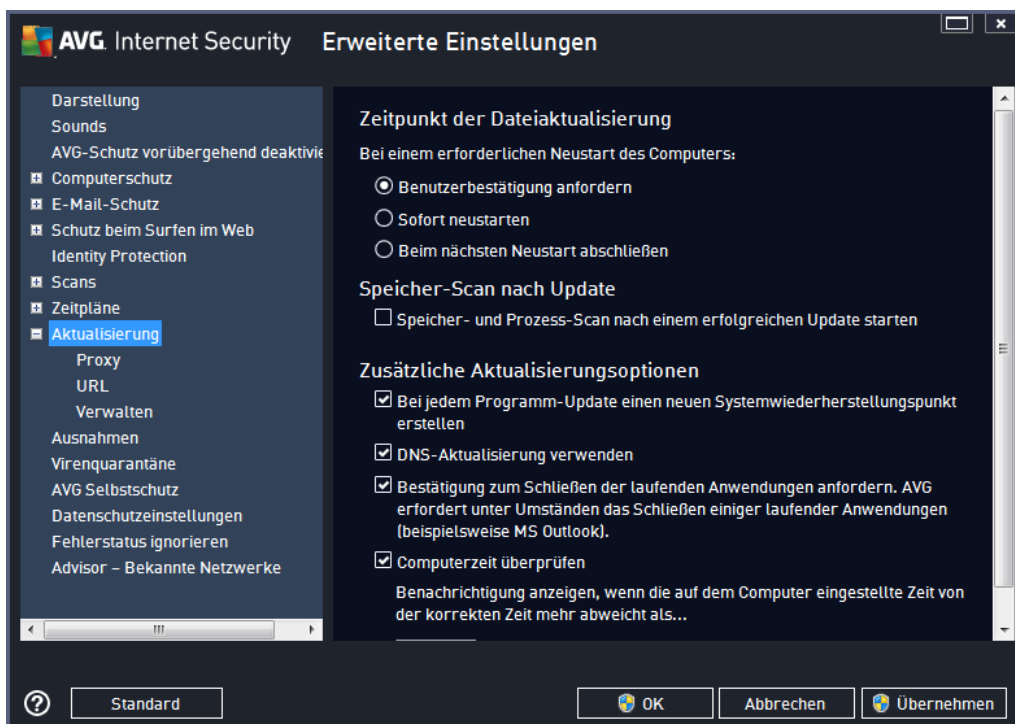 AVG. Internet Security Erweiterte Einstellungen
Darstellung
Sounds
AVG-Schutz vorübergehend
Computerschutz
E-Mail-Schutz
Schutz beim Surfen im Web
Identity Protection
Scans
Zeitpläne
Aktualisierung
Proxy
URL
Verwalten
Ausnahmen
Virenquarantäne
AVG Selbstschutz
Datenschutzeinstellungen
Fehlerstatus ignorieren
Advisor – Bekannte Netzwerke
Zeitpunkt der Dateiaktualisierung
Bei einem erforderlichen Neustart des Computers:
Benutzerbestätigung anfordern
Sofort neustarten
Beim nächsten Neustart abschließen
Speicher-Scan nach Update
Speicher- und Prozess-Scan nach einem erfolgreichen Update starten
Zusätzliche Aktualisierungsoptionen
Bei jedem Programm-Update einen neuen Systemwiederherstellungspunkt
erstellen
DNS-Aktualisierung verwenden
Bestätigung zum Schließen der laufenden Anwendungen anfordern. AVG
erfordert unter Umständen das Schließen einiger laufender Anwendungen
(beispielsweise MS Outlook).
Computerzeit überprüfen
Benachrichtigung anzeigen, wenn die auf dem Computer eingestellte Zeit von
der korrekten Zeit mehr abweicht als...
Standard
OK
Abbrechen
Übernehmen